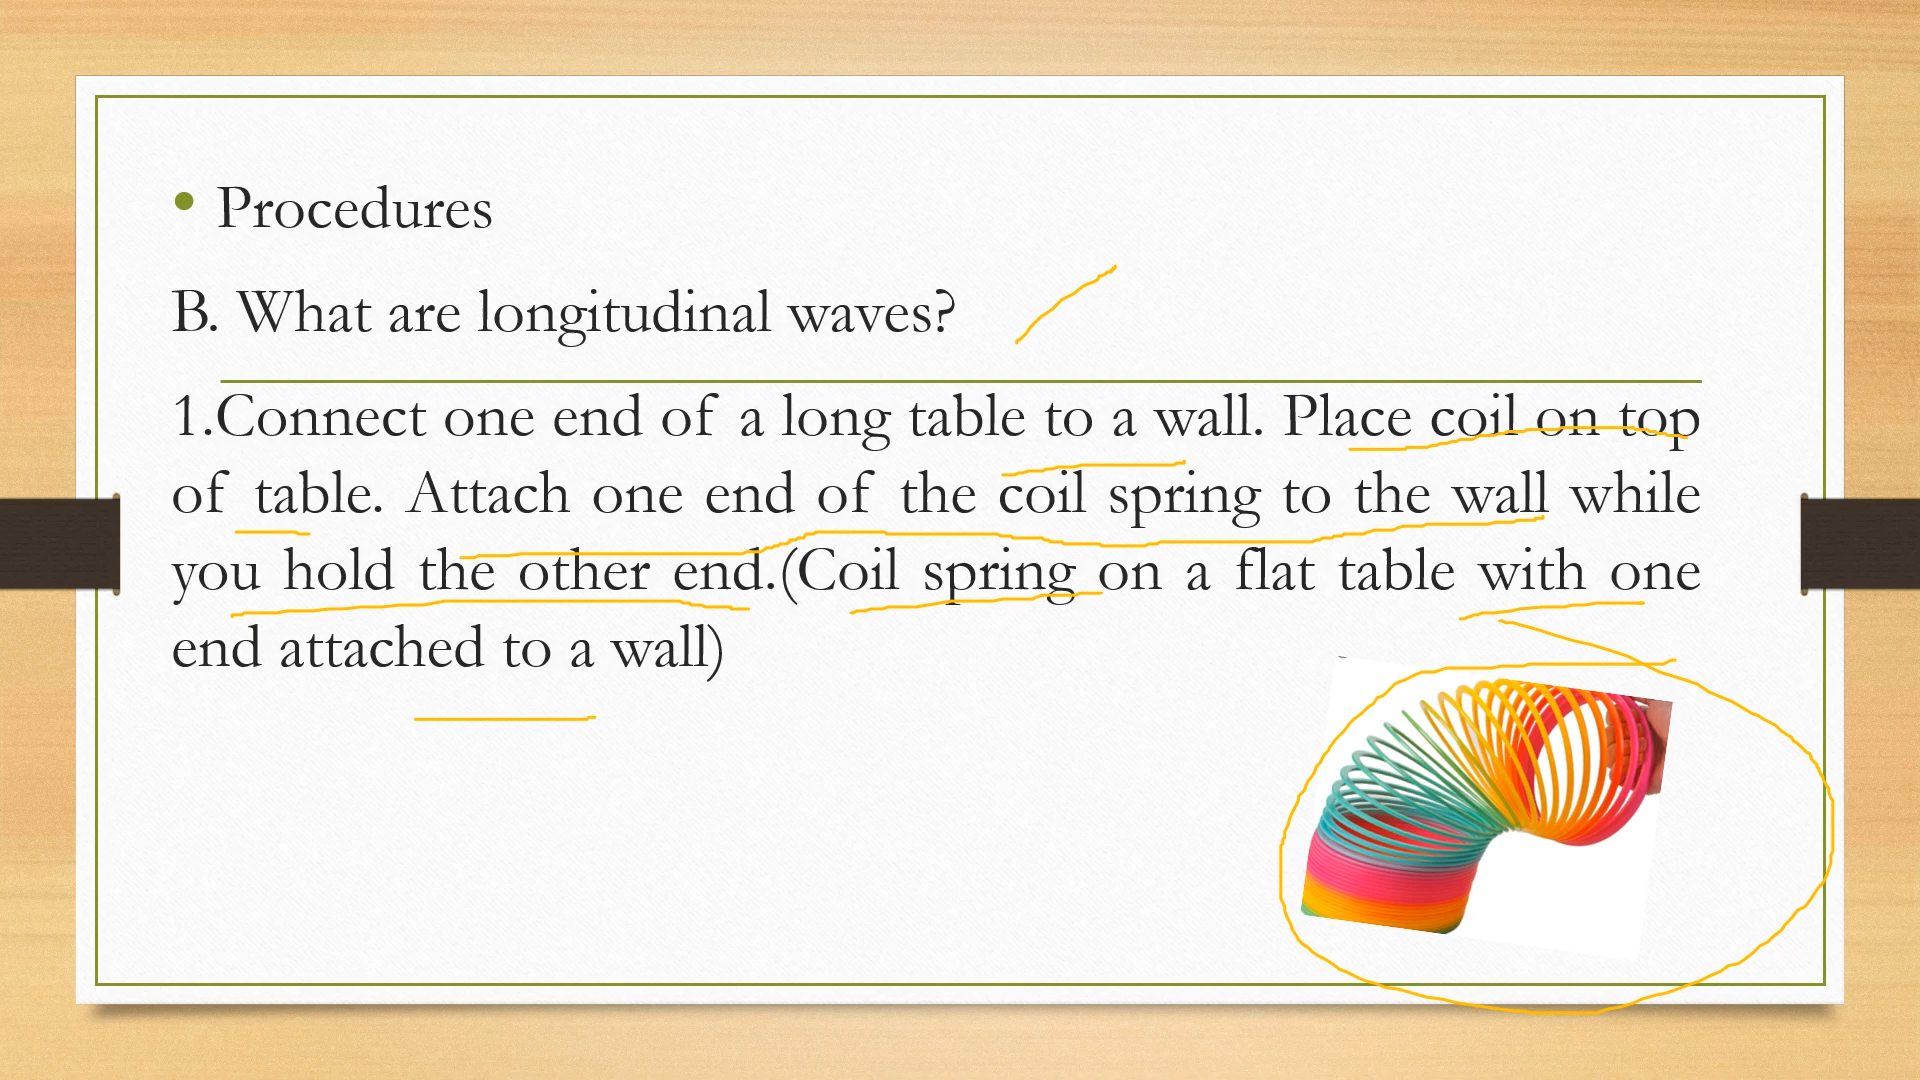 • Procedures
B. What are longitudinal waves?
1.Connect one end of a long table to a wall. Place coil on top
of table. Attach one end of the coil spring to the wall while
you hold the other end.(Coil spring on a flat table with one
end attached to a wall)